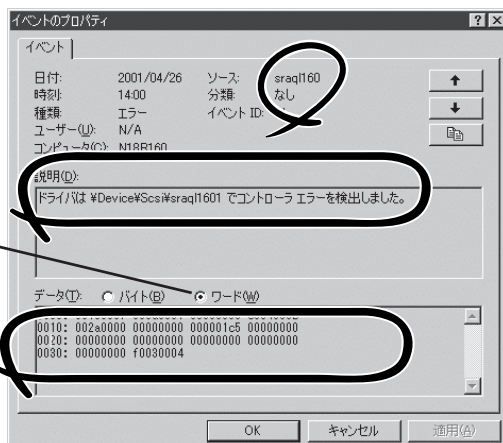 イベントのプロパティ
イベント
日付: 2001/04/26 ソース: sraql160
時刻: 14:00 分類: なし
種類: エラー イベント ID:
ユーザー(U): N/A
コンピュータ(C): N18B160
説明(D):
ドライバは ¥Device¥Scsi¥sraql1601 でコントローラ エラーを検出しました。
データ(T): バイト(B) ワード(W)
0010: 002a0000 00000000 000001c5 00000000
0020: 00000000 00000000 00000000 00000000
0030: 00000000 f0030004
OK キャンセル 適用(A)